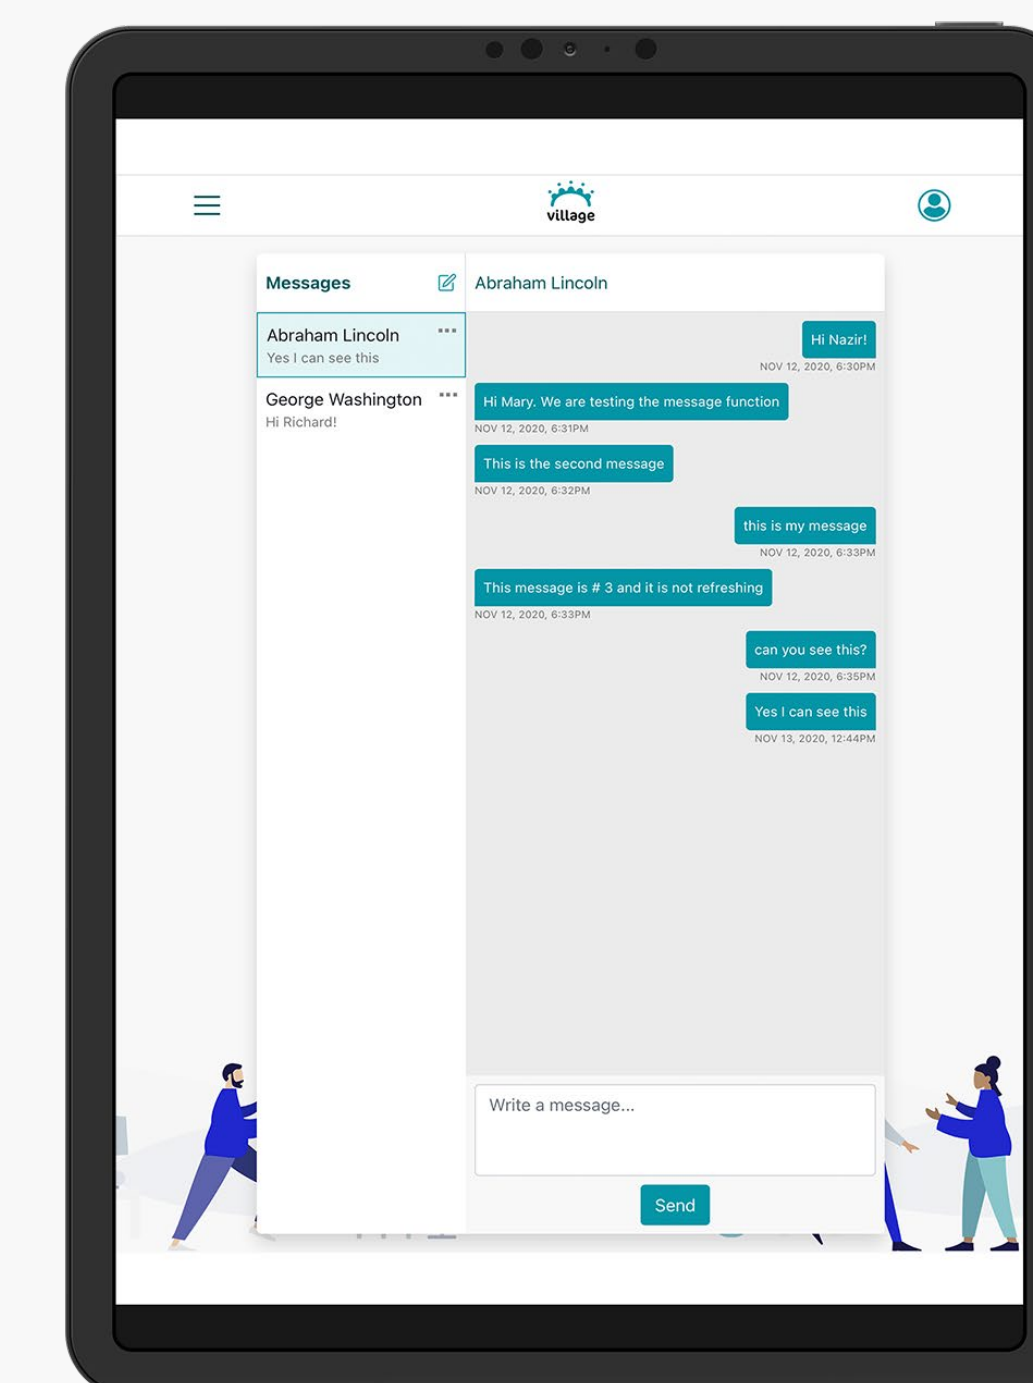 village
Messages
Abraham Lincoln
Yes I can see this
George Washington
Hi Richard!
Abraham Lincoln
Hi Nazir!
NOV 12, 2020, 6:30PM
Hi Mary. We are testing the message function
NOV 12, 2020, 6:31PM
This is the second message
NOV 12, 2020, 6:32PM
this is my message
NOV 12, 2020, 6:33PM
This message is # 3 and it is not refreshing
NOV 12, 2020, 6:33PM
can you see this?
NOV 12, 2020, 6:35PM
Yes I can see this
NOV 13, 2020, 12:44PM
Write a message...
Send